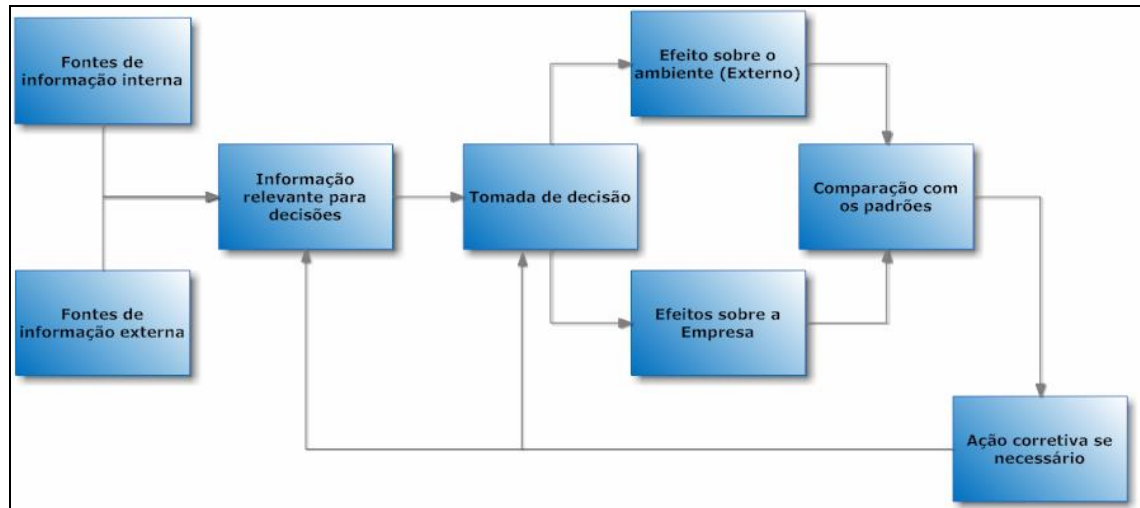 Fontes de
informação interna
Fontes de
informação externa
Informação
relevante para
decisões
Tomada de decisão
Efeito sobre o
ambiente (Externo)
Efeitos sobre a
Empresa
Comparação com
os padrões
Ação corretiva se
necessário